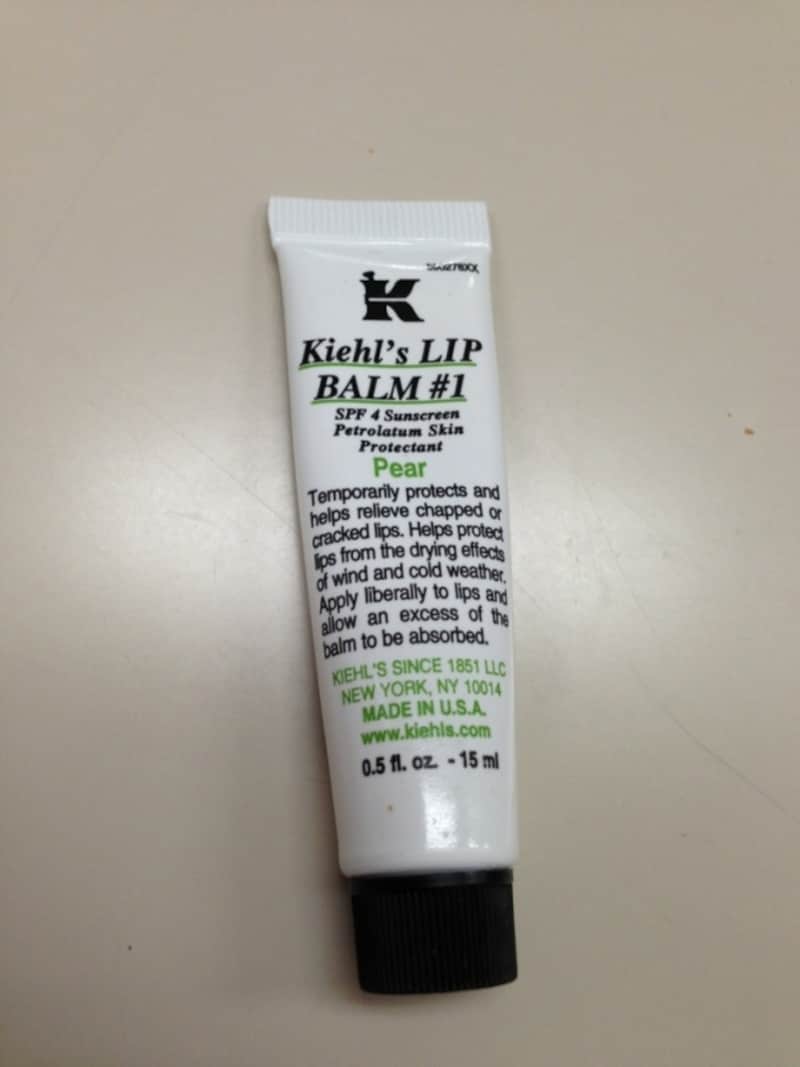 K
Kiehl's LIP
BALM #1
SPF 4 Sunscreen
Petrolatum Skin
Protectant
Pear
Temporarily protects and
helps relieve chapped or
cracked lips. Helps protect
lips from the drying effects
of wind and cold weather.
Apply liberally to lips and
allow an excess of the
balm to be absorbed.
KIEHL'S SINCE 1851 LLC
NEW YORK, NY 10014
MADE IN U.S.A.
www.kiehls.com
0.5 fl. oz. - 15 ml